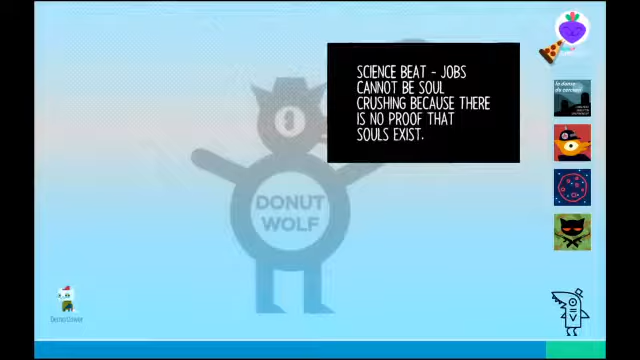 SCIENCE BEAT - JOBS
CANNOT BE SOUL
CRUSHING BECAUSE THERE
IS NO PROOF THAT
SOULS EXIST.
DONUT
WOLF